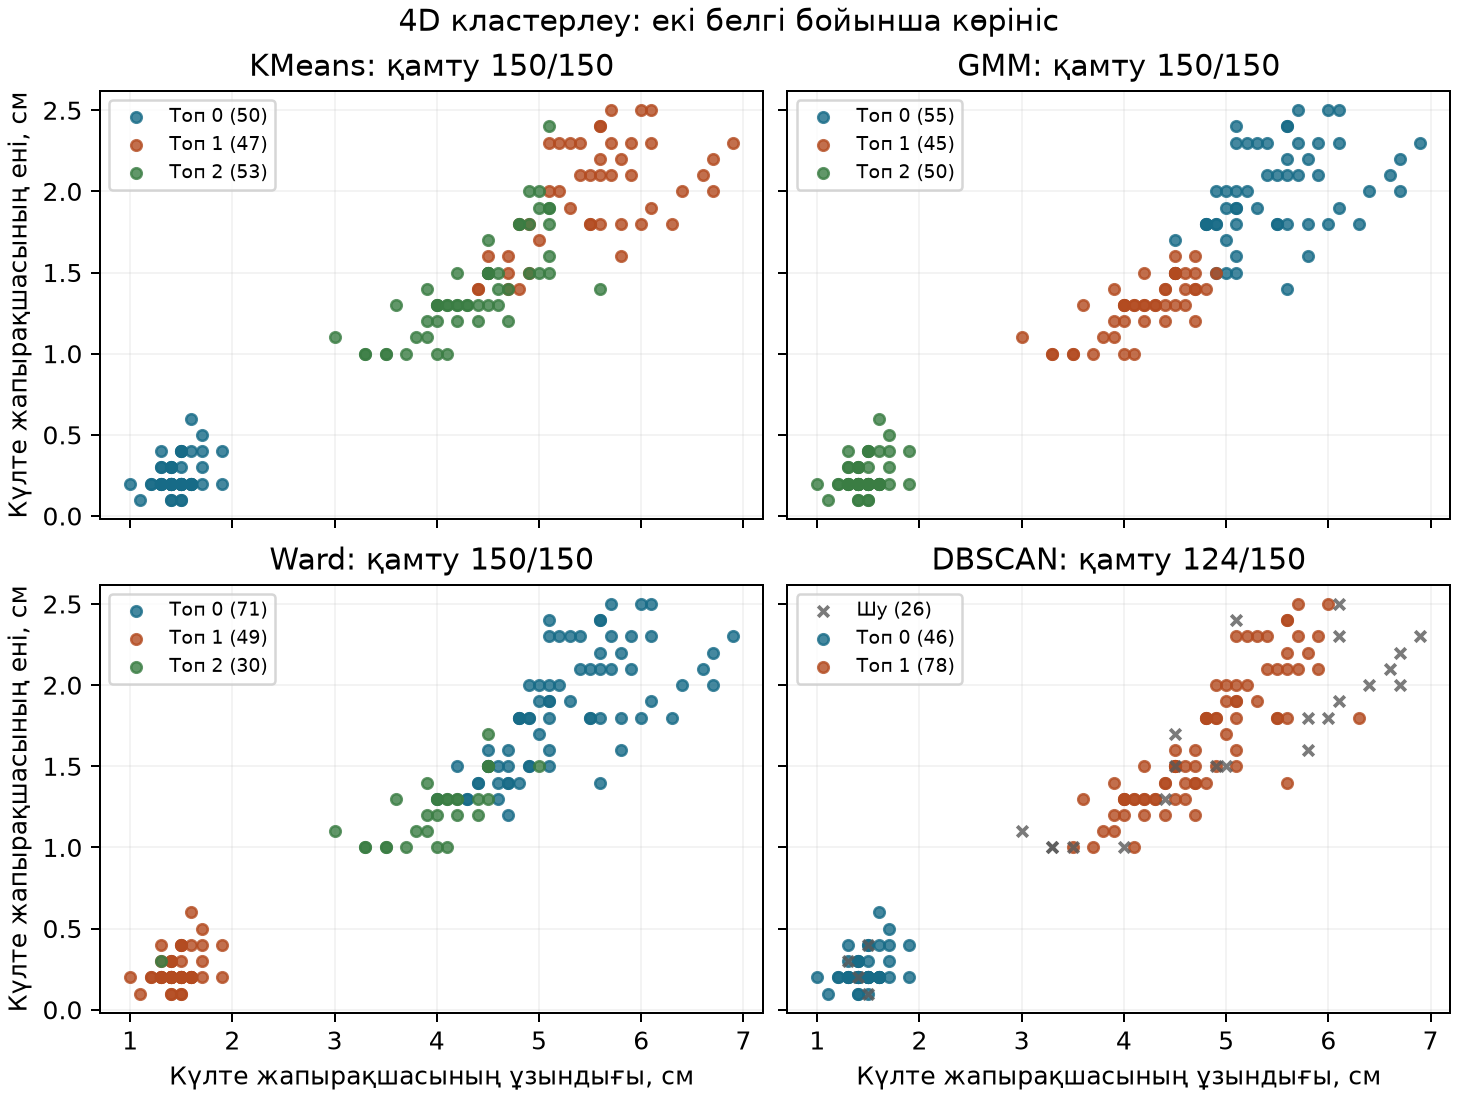 4D кластерлеу: екі белгі бойынша көрініс
KMeans: қамту 150/150
Топ 0 (50)
Топ 1 (47)
Топ 2 (53)
Күлте жапырақшасының ені, см
2.5
2.0
1.5
1.0
0.5
0.0
GMM: қамту 150/150
Топ 0 (55)
Топ 1 (45)
Топ 2 (50)
Ward: қамту 150/150
Топ 0 (71)
Топ 1 (49)
Топ 2 (30)
Күлте жапырақшасының ені, см
2.5
2.0
1.5
1.0
0.5
0.0
1 2 3 4 5 6 7
Күлте жапырақшасының ұзындығы, см
DBSCAN: қамту 124/150
Шу (26)
Топ 0 (46)
Топ 1 (78)
1 2 3 4 5 6 7
Күлте жапырақшасының ұзындығы, см